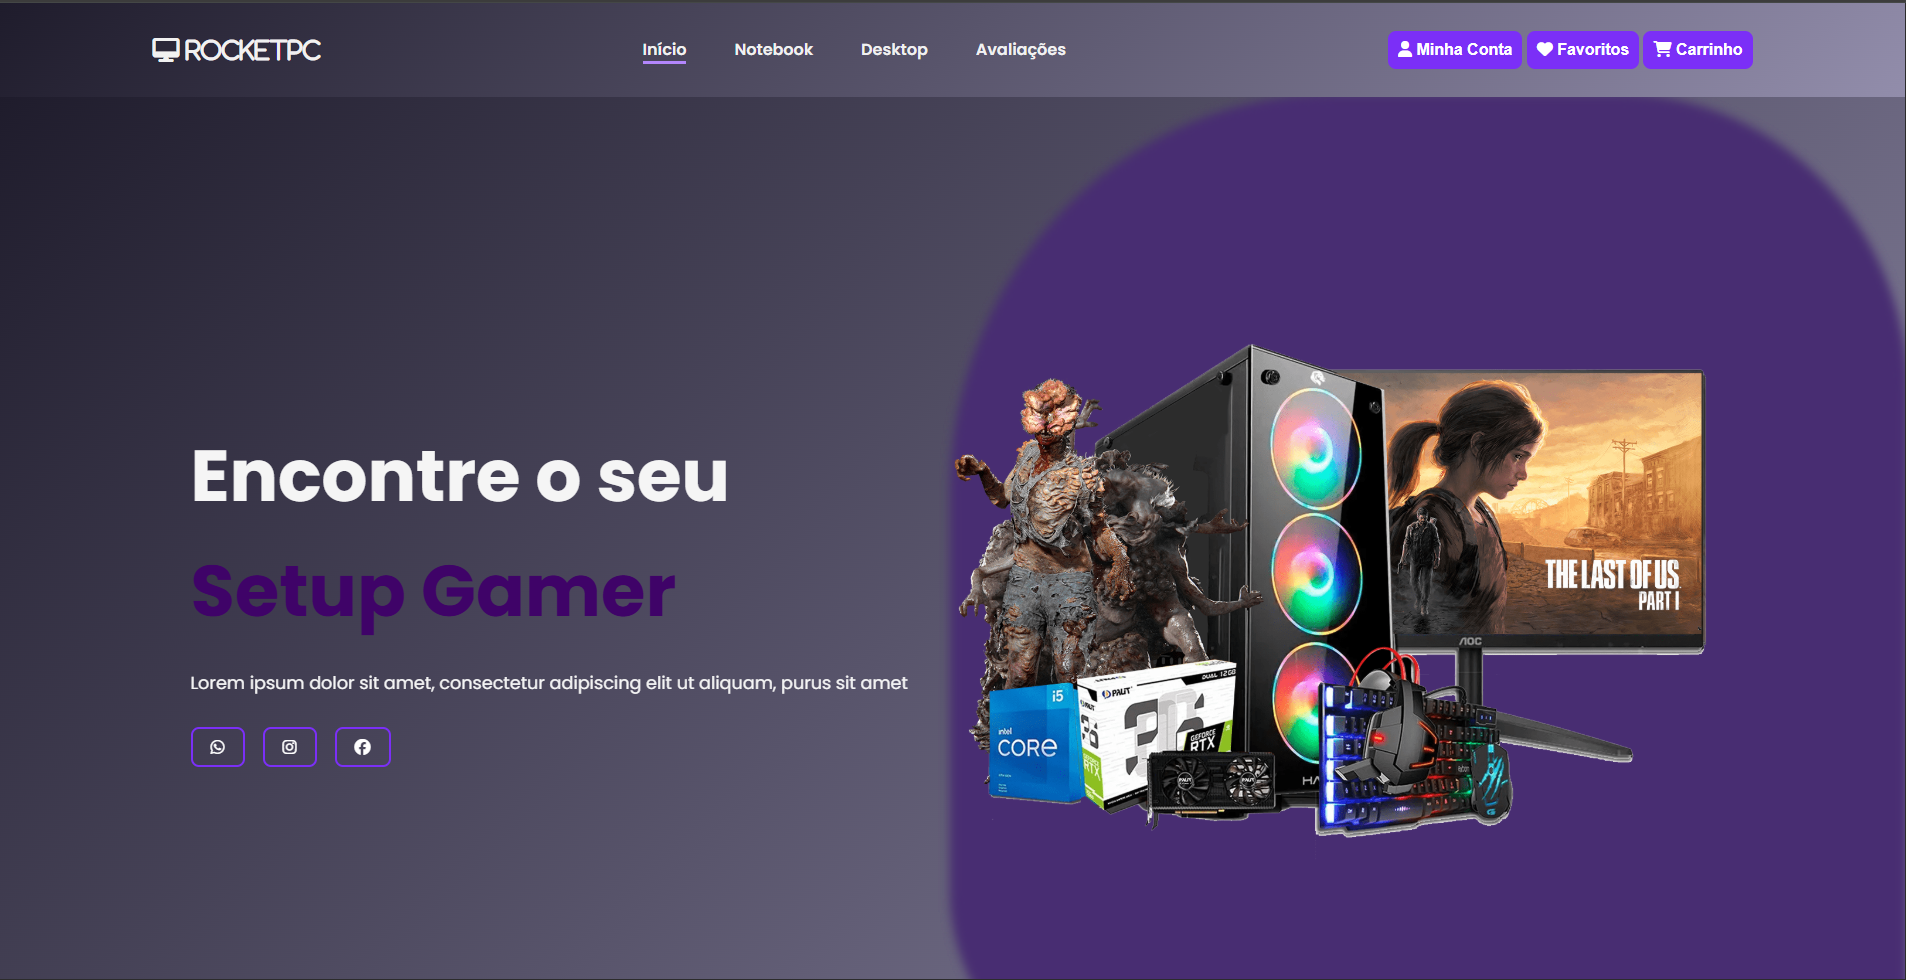 ROCKETPC
Início Notebook Desktop Avaliações
Minha Conta Favoritos Carrinho
Encontre o seu
Setup Gamer
Lorem ipsum dolor sit amet, consectetur adipiscing elit ut aliquam, purus sit amet
THE LAST OF US
PART I
AOC
i5
intel
CORE
PALIT
DUAL 12GB
GEFORCE
RTX